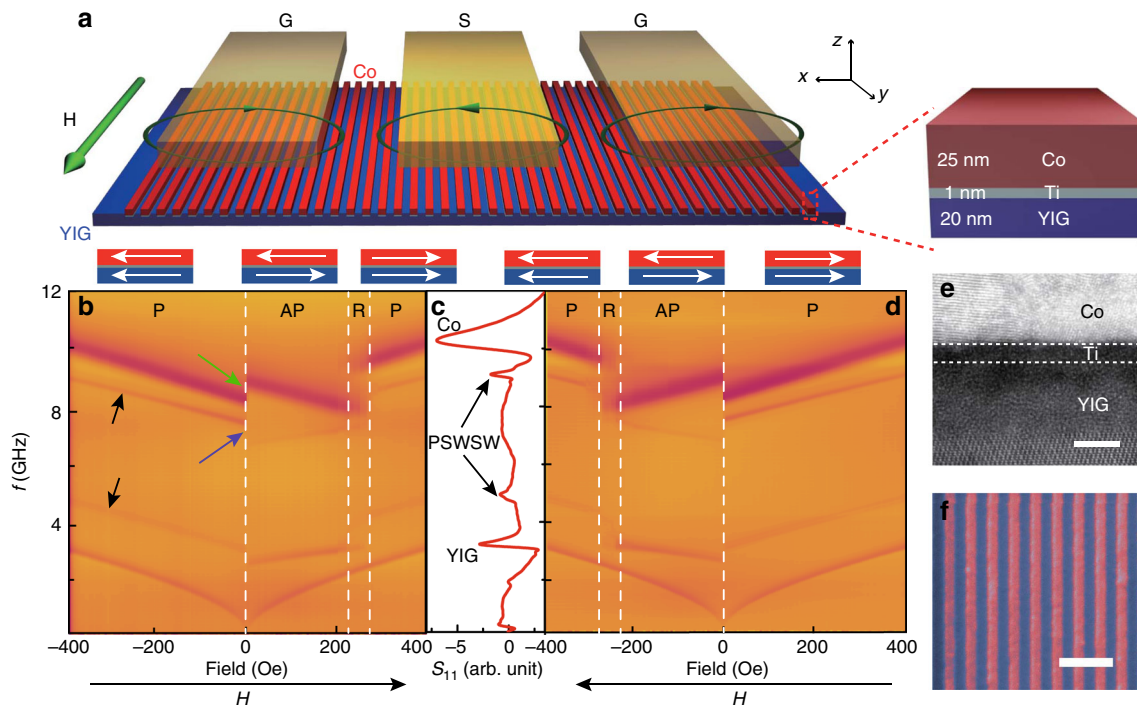 a
G
S
G
Co
H
YIG
z
x
y
25 nm
Co
1 nm
Ti
20 nm
YIG
b
P
AP
R
P
c
Co
PSWSW
YIG
P
R
AP
P
d
12
8
4
f (GHz)
−400
−200
0
200
400
Field (Oe)
H
−5
0
S₁₁ (arb. unit)
−400
−200
0
200
400
Field (Oe)
H
e
Co
Ti
YIG
f